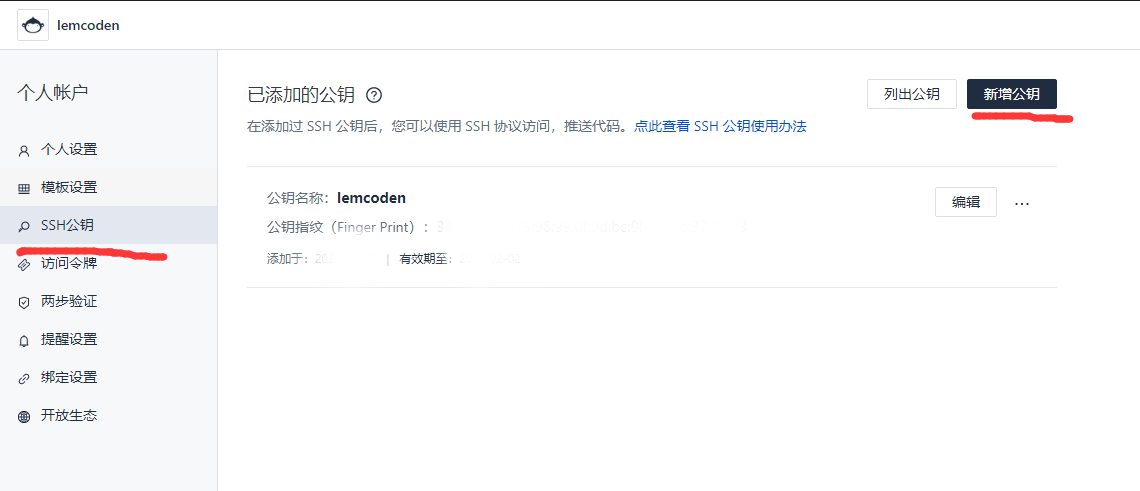 lemcoden
个人帐户
个人设置
模板设置
SSH公钥
访问令牌
两步验证
提醒设置
绑定设置
开放生态
已添加的公钥
列出公钥
新增公钥
在添加过 SSH 公钥后，您可以使用 SSH 协议访问，推送代码。点此查看 SSH 公钥使用办法
公钥名称：lemcoden
编辑
公钥指纹（Finger Print）：
添加于： | 有效期至：